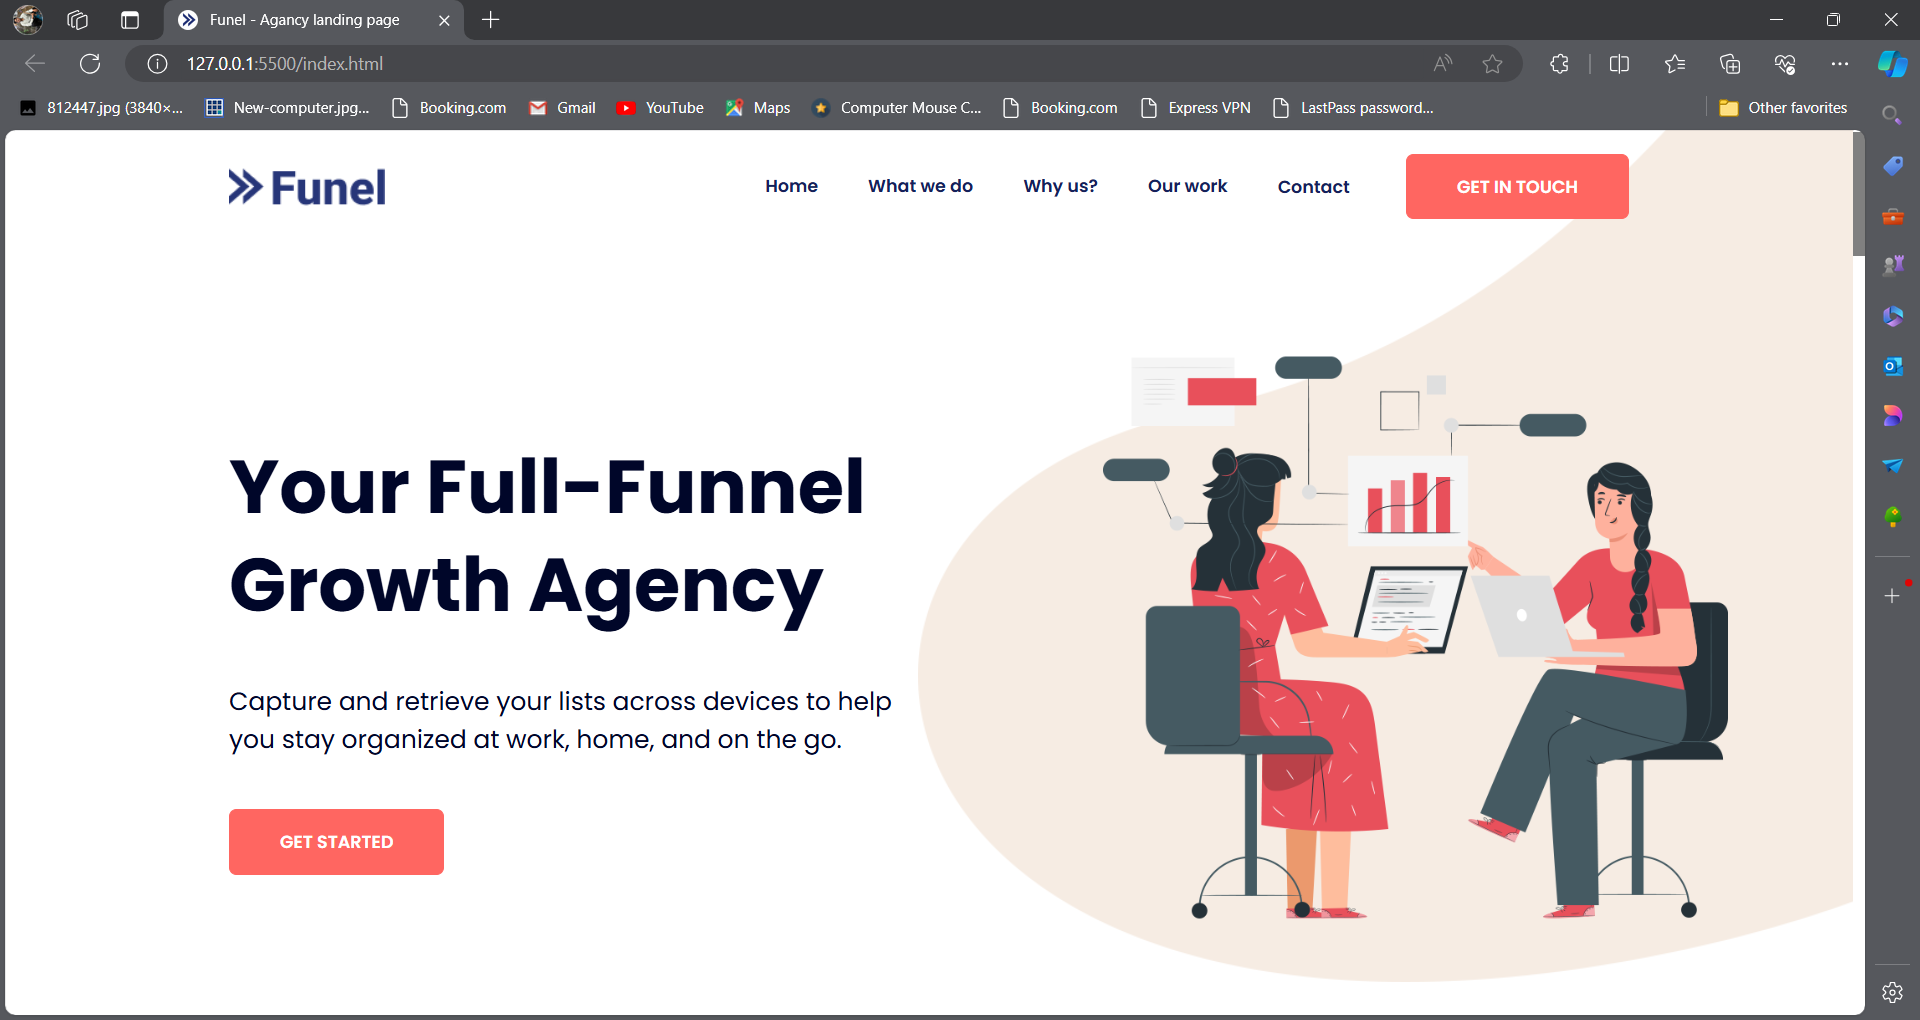 Funel - Agancy landing page
127.0.0.1:5500/index.html
812447.jpg (3840×... New-computer.jpg... Booking.com Gmail YouTube Maps Computer Mouse C... Booking.com Express VPN LastPass password... Other favorites
Funel Home What we do Why us? Our work Contact GET IN TOUCH
Your Full-Funnel
Growth Agency
Capture and retrieve your lists across devices to help
you stay organized at work, home, and on the go.
GET STARTED